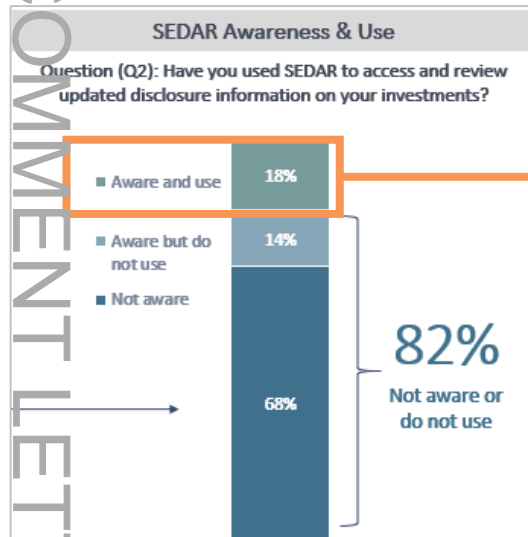 SEDAR Awareness & Use
Question (Q2): Have you used SEDAR to access and review
updated disclosure information on your investments?
Aware and use
18%
Aware but do
not use
14%
Not aware
68%
82%
Not aware or
do not use
COMMENT LET